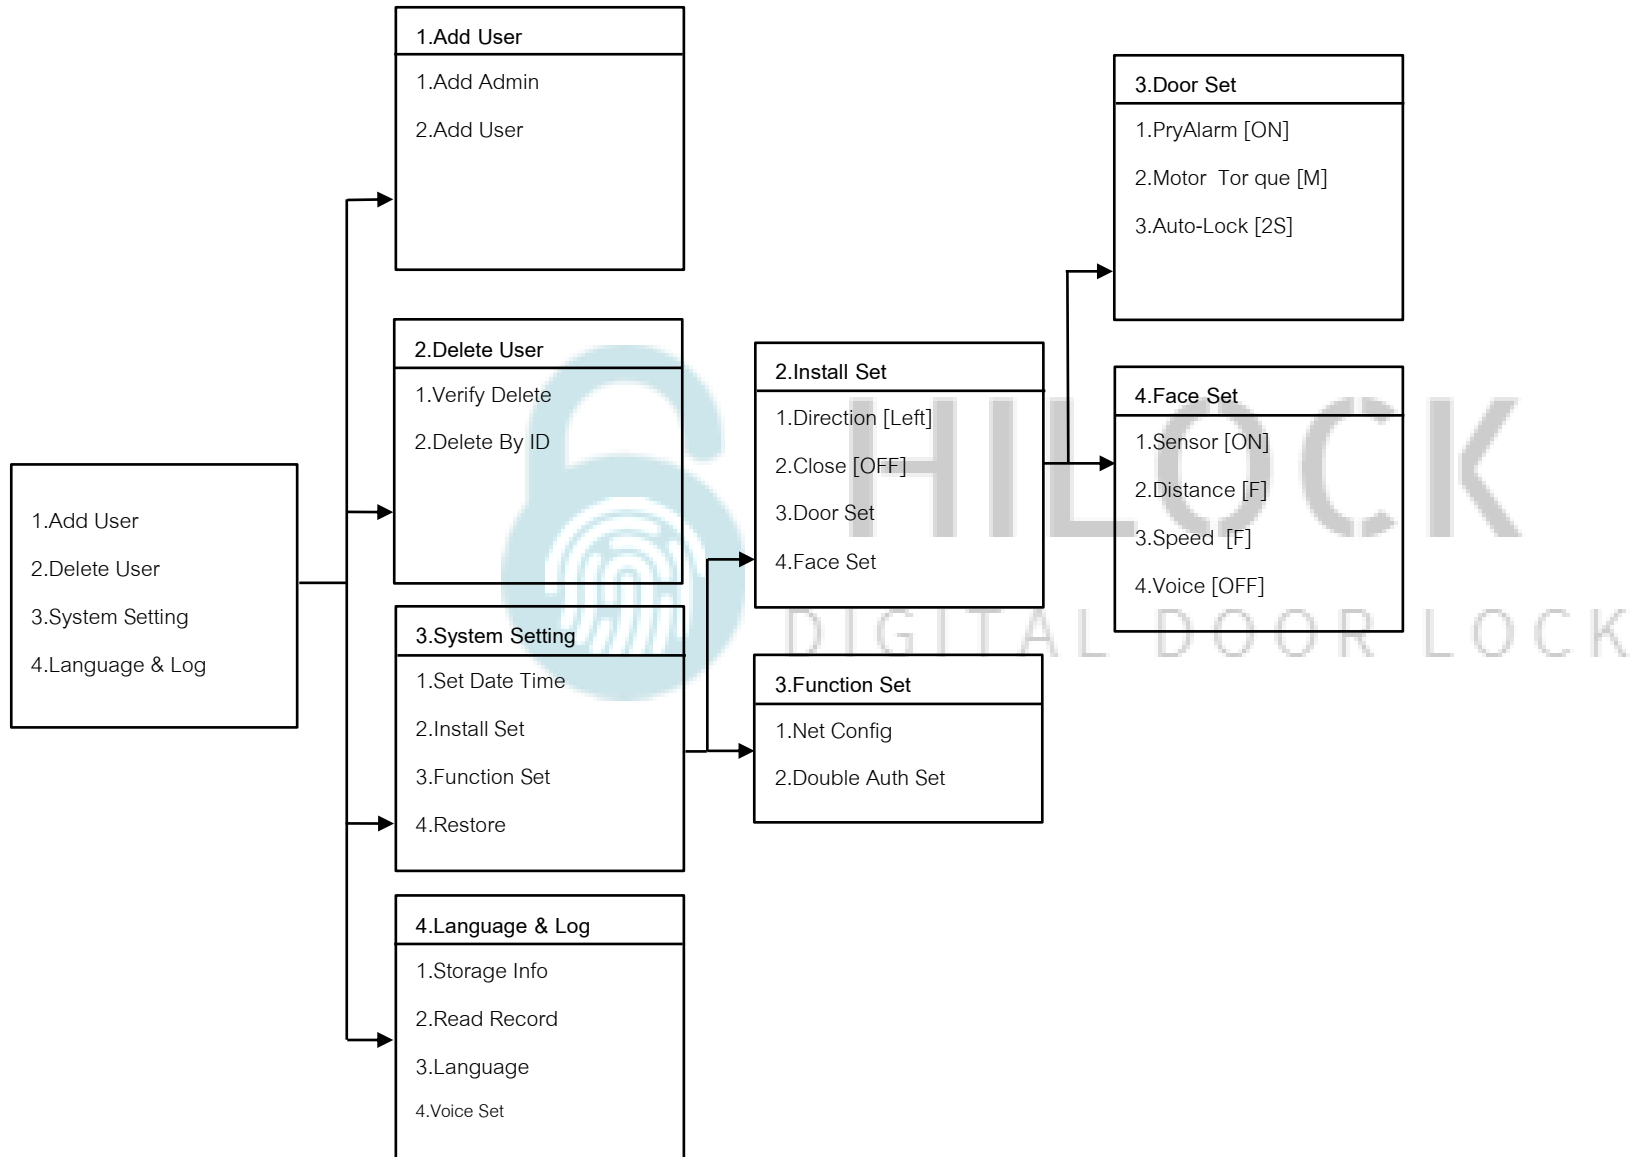 1.Add User
2.Delete User
3.System Setting
4.Language & Log
1.Add User
1.Add Admin
2.Add User
2.Delete User
1.Verify Delete
2.Delete By ID
3.System Setting
1.Set Date Time
2.Install Set
3.Function Set
4.Restore
4.Language & Log
1.Storage Info
2.Read Record
3.Language
4.Voice Set
2.Install Set
1.Direction [Left]
2.Close [OFF]
3.Door Set
4.Face Set
3.Function Set
1.Net Config
2.Double Auth Set
3.Door Set
1.PryAlarm [ON]
2.Motor  Tor que [M]
3.Auto-Lock [2S]
4.Face Set
1.Sensor [ON]
2.Distance [F]
3.Speed  [F]
4.Voice [OFF]
HILOCK
DIGITAL DOOR LOCK